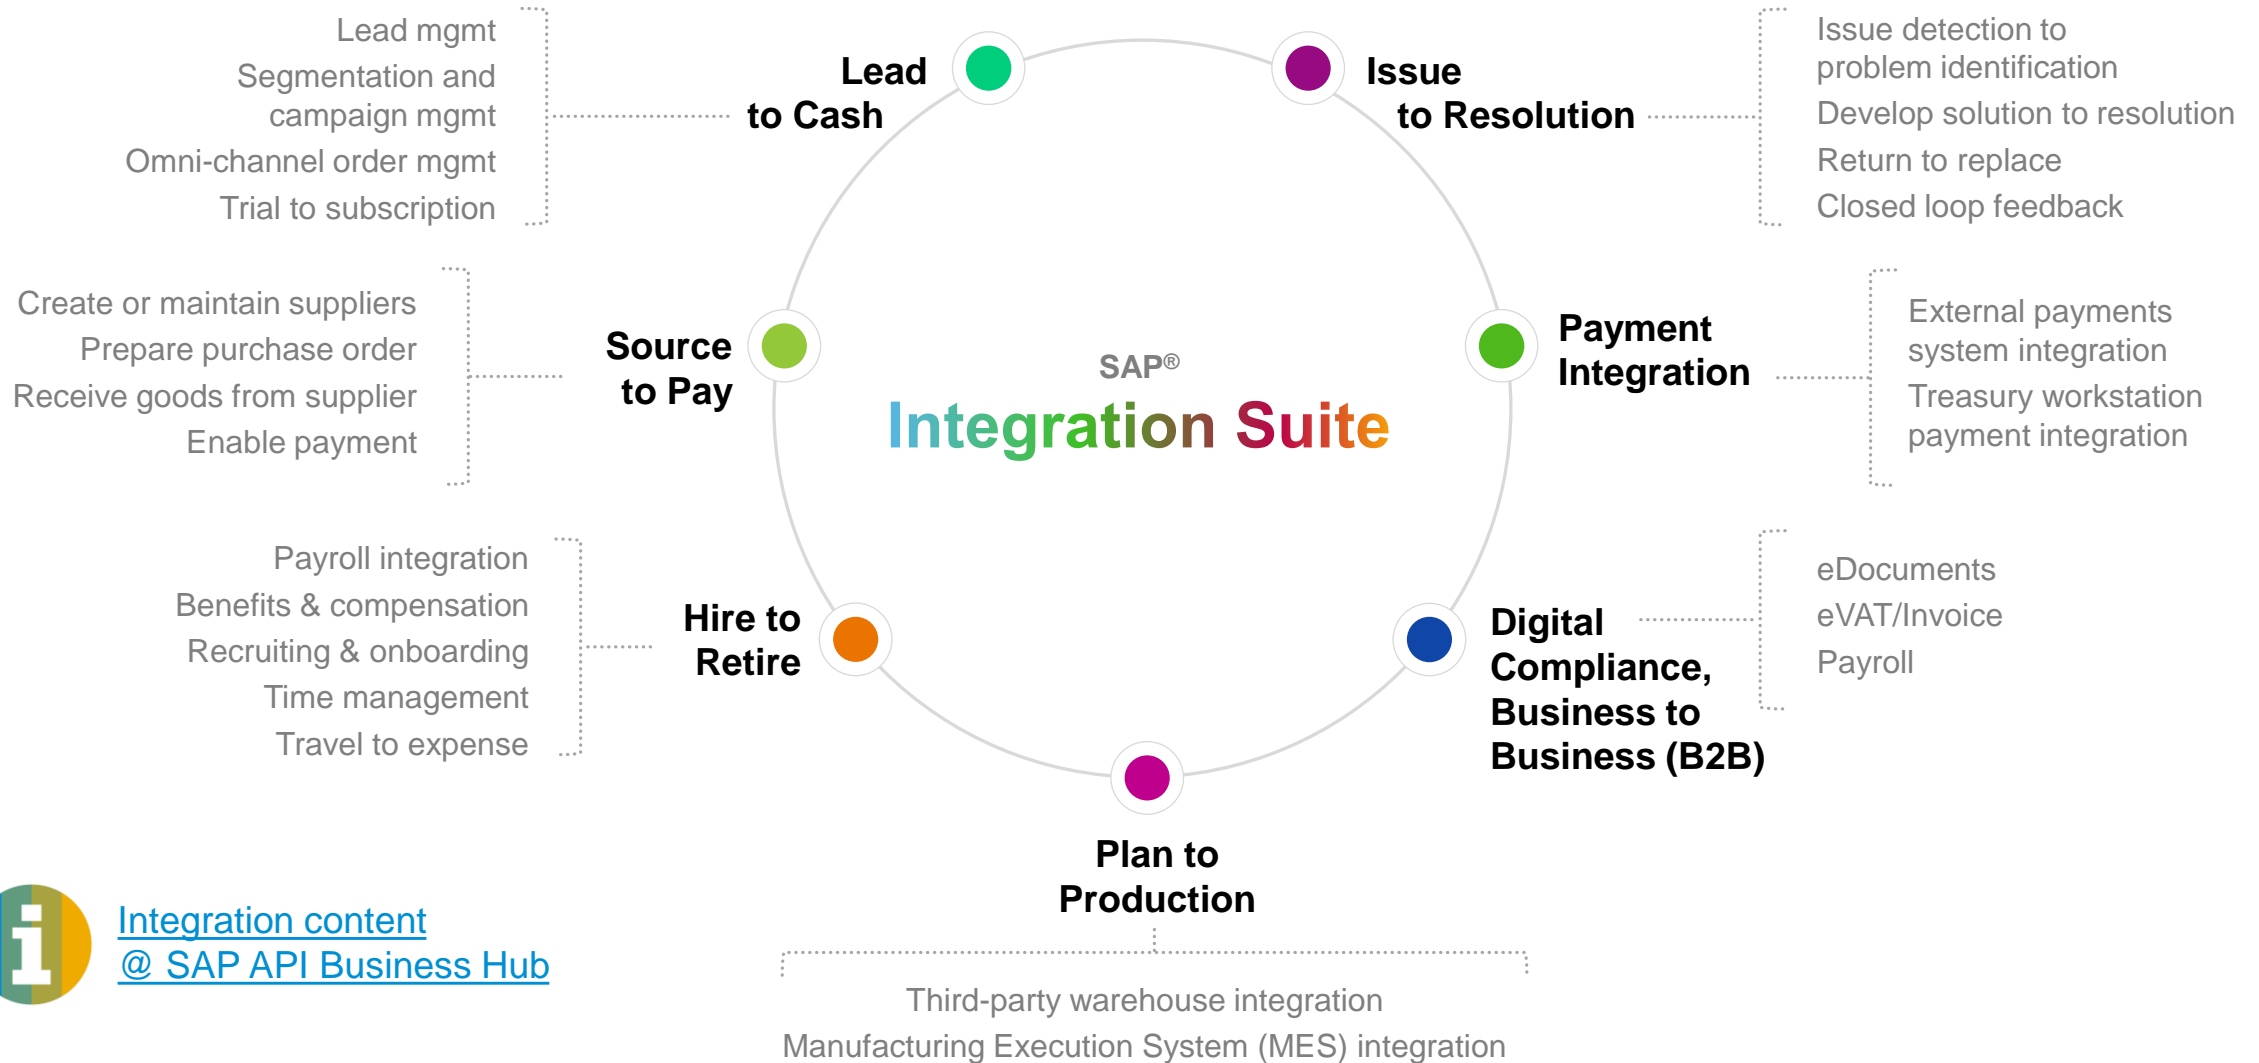 Lead mgmt
Segmentation and
campaign mgmt
Omni-channel order mgmt
Trial to subscription
Lead
to Cash
Issue
to Resolution
Issue detection to
problem identification
Develop solution to resolution
Return to replace
Closed loop feedback
Create or maintain suppliers
Prepare purchase order
Receive goods from supplier
Enable payment
Source
to Pay
SAP®
Integration Suite
Payment
Integration
External payments
system integration
Treasury workstation
payment integration
Payroll integration
Benefits & compensation
Recruiting & onboarding
Time management
Travel to expense
Hire to
Retire
Digital
Compliance,
Business to
Business (B2B)
eDocuments
eVAT/Invoice
Payroll
Plan to
Production
Third-party warehouse integration
Manufacturing Execution System (MES) integration
i
Integration content
@ SAP API Business Hub